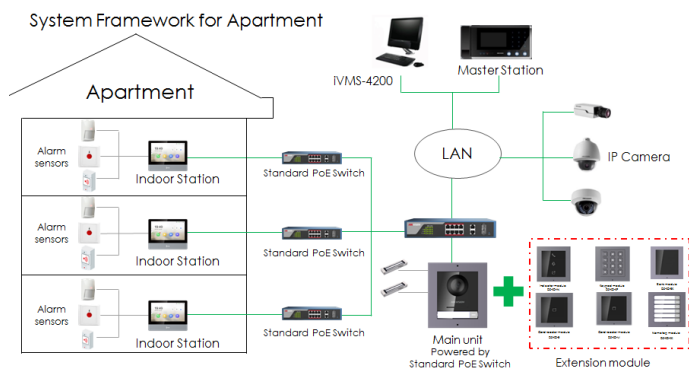 System Framework for Apartment
iVMS-4200
Master Station
Apartment
LAN
IP Camera
Alarm
sensors
Indoor Station
Standard PoE Switch
Alarm
sensors
Indoor Station
Standard PoE Switch
Alarm
sensors
Indoor Station
Standard PoE Switch
Main unit
Powered by
Standard PoE Switch
Extension module